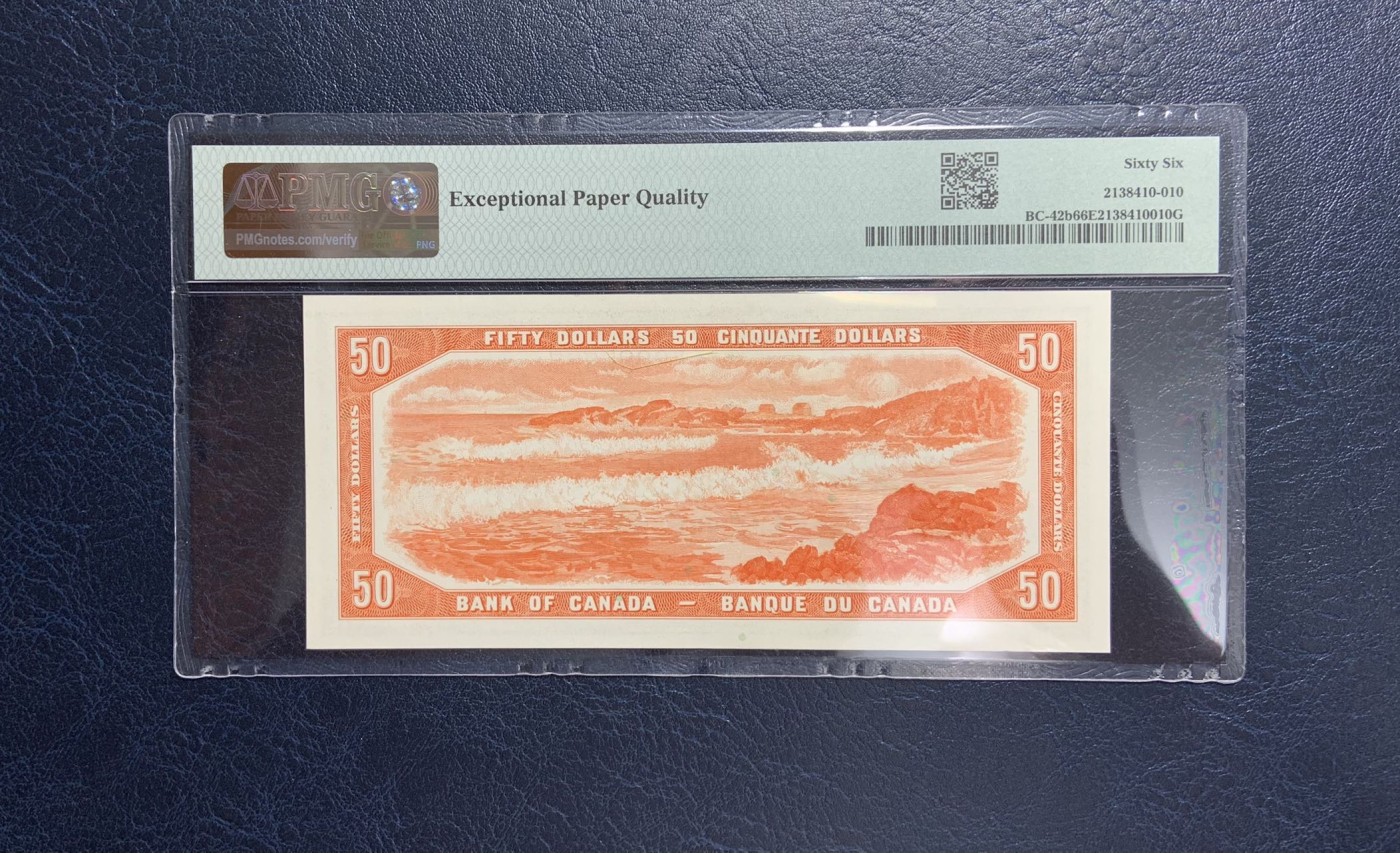 PMG
PMGnotes.com/verify
PNG
Exceptional Paper Quality
Sixty Six
2138410-010
BC-42b66E2138410010G
FIFTY DOLLARS 50 CINQUANTE DOLLARS
50
50
FIFTY DOLLARS
CINQUANTE DOLLARS
50
50
BANK OF CANADA — BANQUE DU CANADA